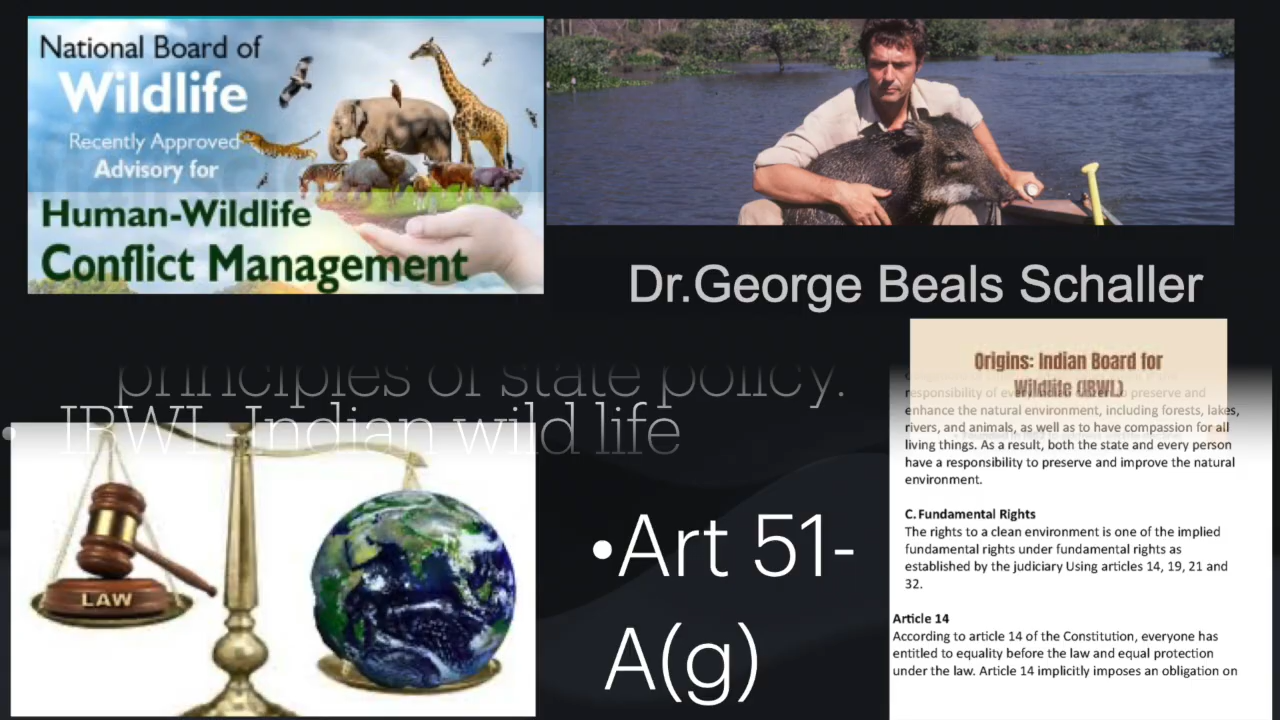 National Board of
Wildlife
Recently Approved
Advisory for
Human-Wildlife
Conflict Management
Dr.George Beals Schaller
principles of state policy.
• IBWL-Indian wild life
LAW
•Art 51-
A(g)
Origins: Indian Board for
Wildlife (IBWL)
responsibility of every to preserve and
enhance the natural environment, including forests, lakes,
rivers, and animals, as well as to have compassion for all
living things. As a result, both the state and every person
have a responsibility to preserve and improve the natural
environment.
C. Fundamental Rights
The rights to a clean environment is one of the implied
fundamental rights under fundamental rights as
established by the judiciary Using articles 14, 19, 21 and
32.
Article 14
According to article 14 of the Constitution, everyone has
entitled to equality before the law and equal protection
under the law. Article 14 implicitly imposes an obligation on